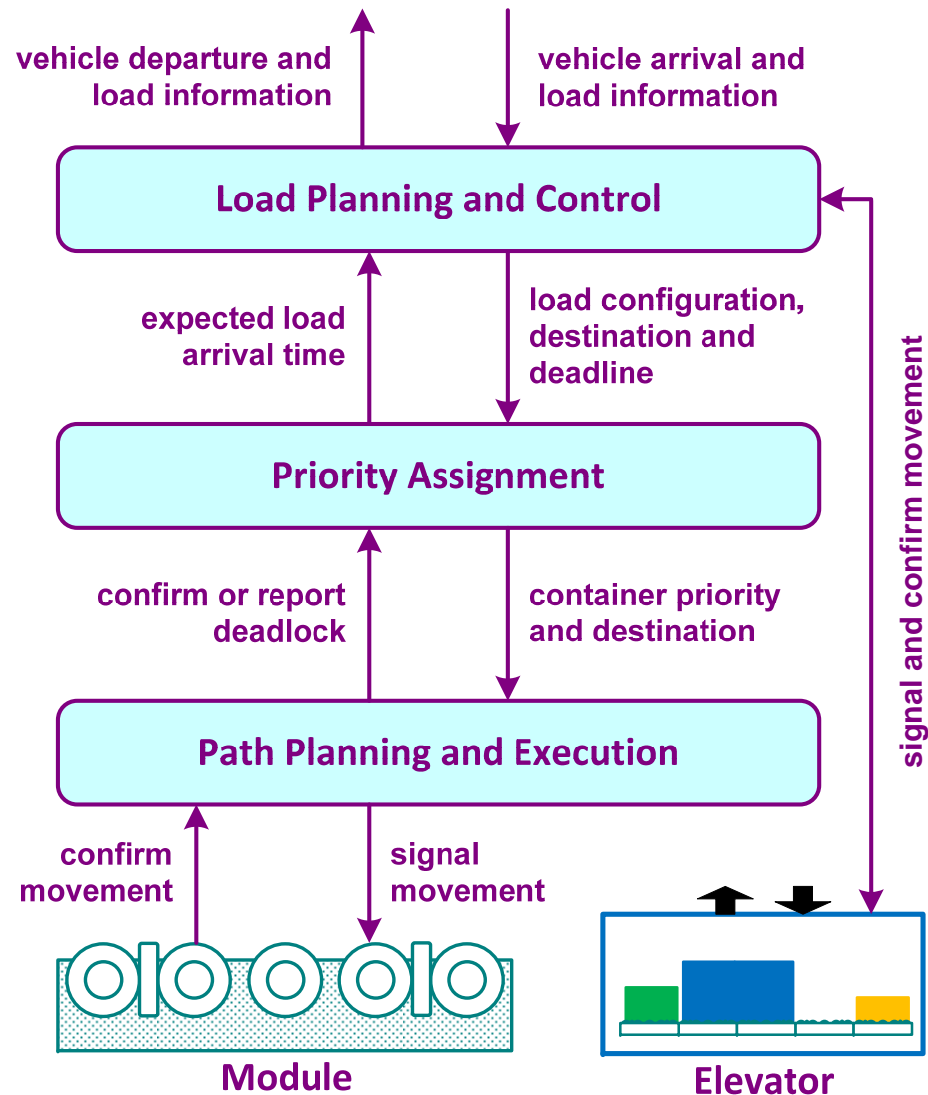 vehicle departure and
load information
vehicle arrival and
load information
Load Planning and Control
expected load
arrival time
load configuration,
destination and
deadline
signal and confirm movement
Priority Assignment
confirm or report
deadlock
container priority
and destination
Path Planning and Execution
confirm
movement
signal
movement
Module
Elevator